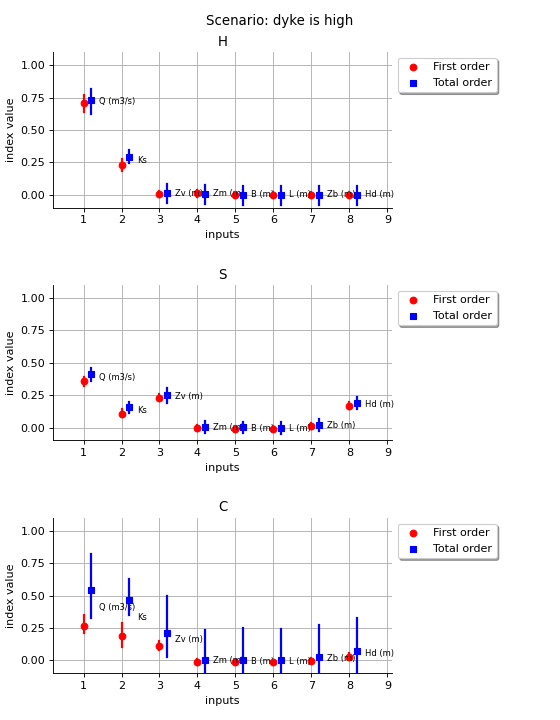 Scenario: dyke is high
H
First order
Total order
index value
1.00
0.75
0.50
0.25
0.00
Q (m3/s)
Ks
Zv (m)
Zm (m)
B (m)
L (m)
Zb (m)
Hd (m)
1 2 3 4 5 6 7 8 9
inputs
S
First order
Total order
index value
1.00
0.75
0.50
0.25
0.00
Q (m3/s)
Ks
Zv (m)
Zm (m)
B (m)
L (m)
Zb (m)
Hd (m)
1 2 3 4 5 6 7 8 9
inputs
C
First order
Total order
index value
1.00
0.75
0.50
0.25
0.00
Q (m3/s)
Ks
Zv (m)
Zm (m)
B (m)
L (m)
Zb (m)
Hd (m)
1 2 3 4 5 6 7 8 9
inputs